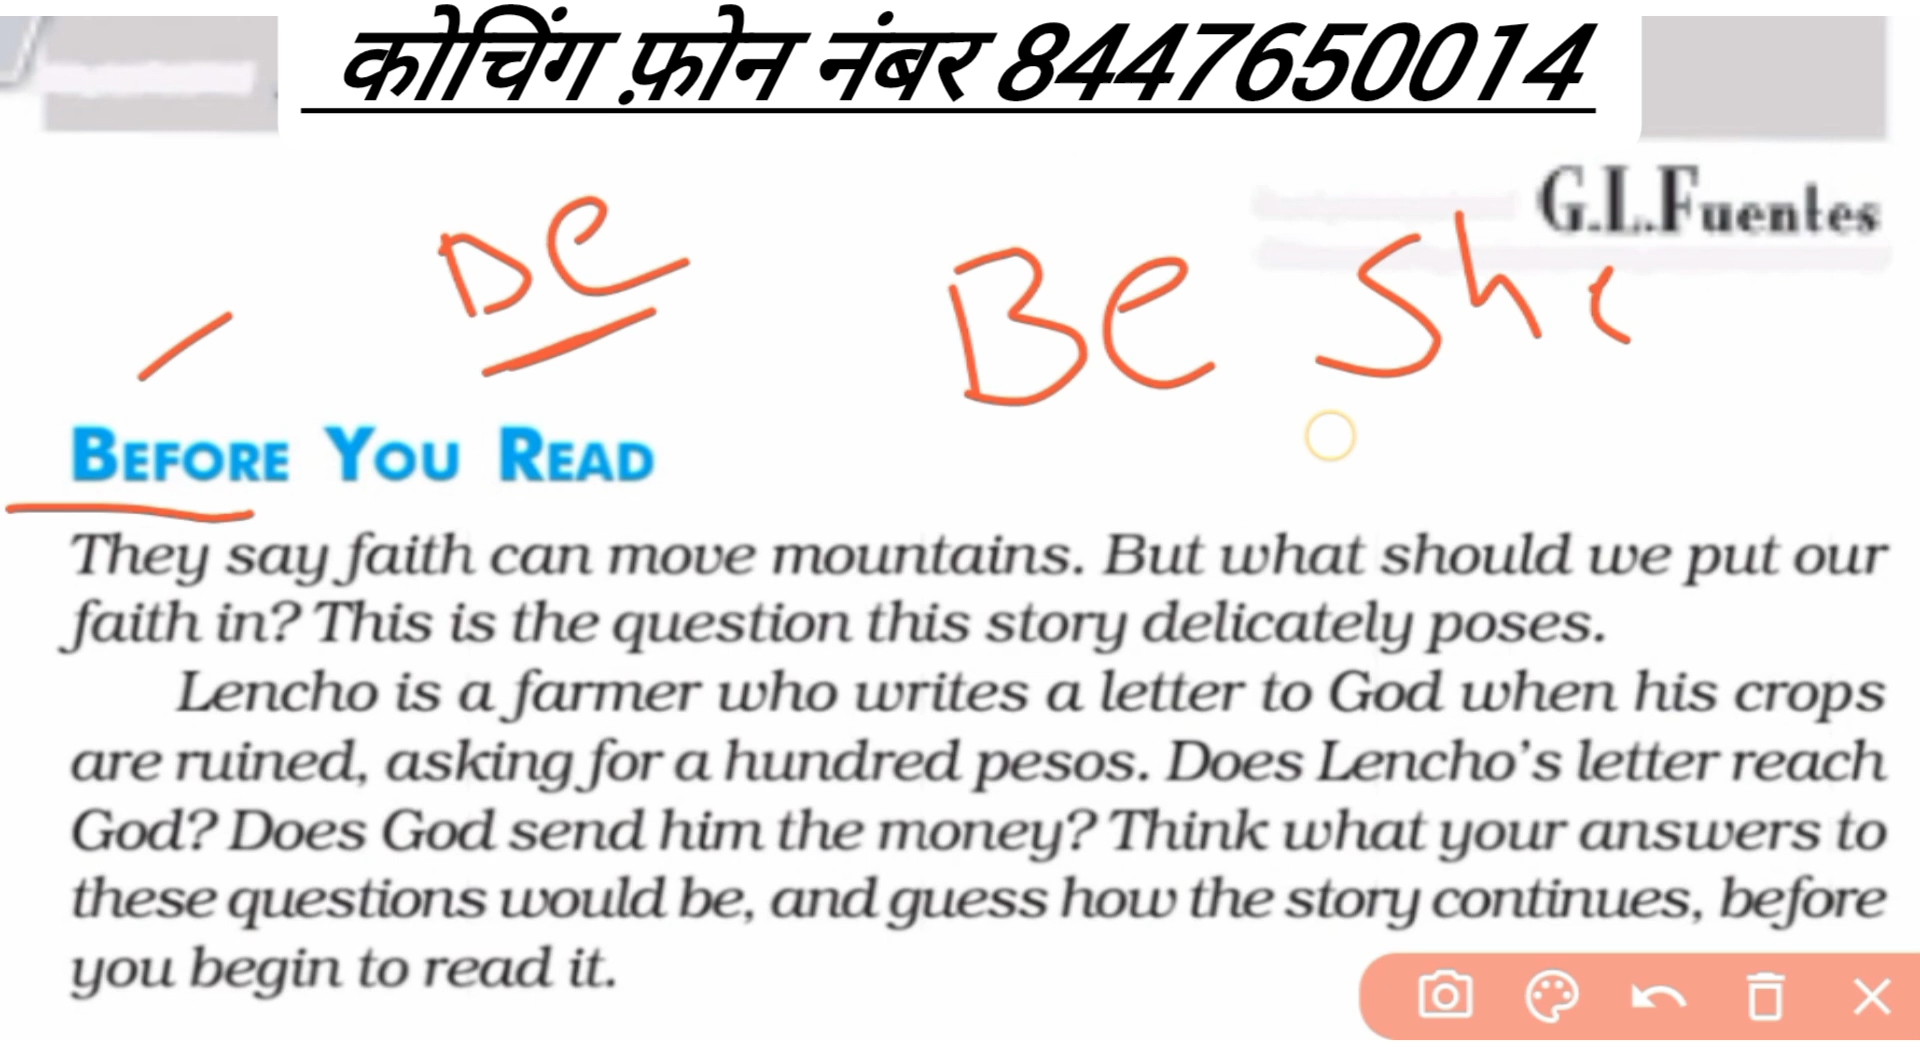 कोचिंग फ़ोन नंबर 8447650014
G.L.Fuentes
De
Be She
BEFORE YOU READ
They say faith can move mountains. But what should we put our
faith in? This is the question this story delicately poses.
Lencho is a farmer who writes a letter to God when his crops
are ruined, asking for a hundred pesos. Does Lencho's letter reach
God? Does God send him the money? Think what your answers to
these questions would be, and guess how the story continues, before
you begin to read it.